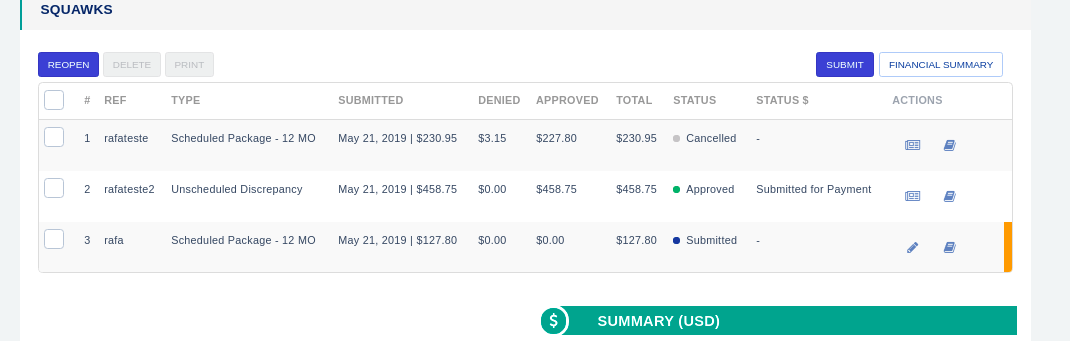 SQUAWKS
REOPEN DELETE PRINT SUBMIT FINANCIAL SUMMARY
# REF TYPE SUBMITTED DENIED APPROVED TOTAL STATUS STATUS $ ACTIONS
1 rafateste Scheduled Package - 12 MO May 21, 2019 | $230.95 $3.15 $227.80 $230.95 Cancelled -
2 rafateste2 Unscheduled Discrepancy May 21, 2019 | $458.75 $0.00 $458.75 $458.75 Approved Submitted for Payment
3 rafa Scheduled Package - 12 MO May 21, 2019 | $127.80 $0.00 $0.00 $127.80 Submitted -
$ SUMMARY (USD)